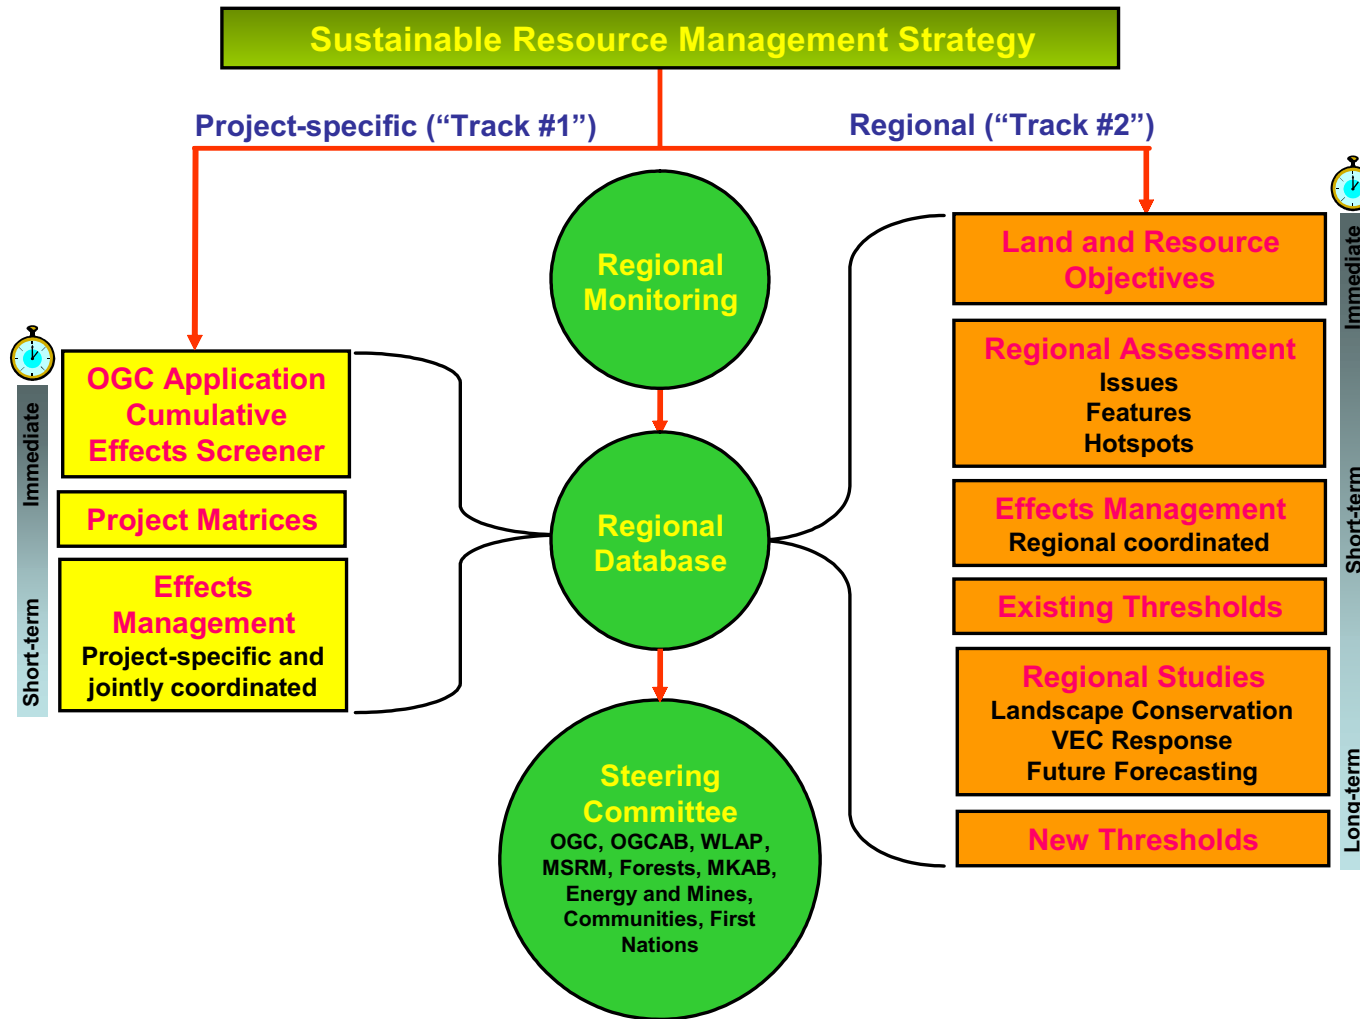 Sustainable Resource Management Strategy
Project-specific (“Track #1”)
Regional (“Track #2”)
Regional
Monitoring
Regional
Database
Steering
Committee
OGC, OGCAB, WLAP,
MSRM, Forests, MKAB,
Energy and Mines,
Communities, First
Nations
Immediate
Short-term
OGC Application
Cumulative
Effects Screener
Project Matrices
Effects
Management
Project-specific and
jointly coordinated
Land and Resource
Objectives
Regional Assessment
Issues
Features
Hotspots
Effects Management
Regional coordinated
Existing Thresholds
Regional Studies
Landscape Conservation
VEC Response
Future Forecasting
New Thresholds
Immediate
Short-term
Long-term